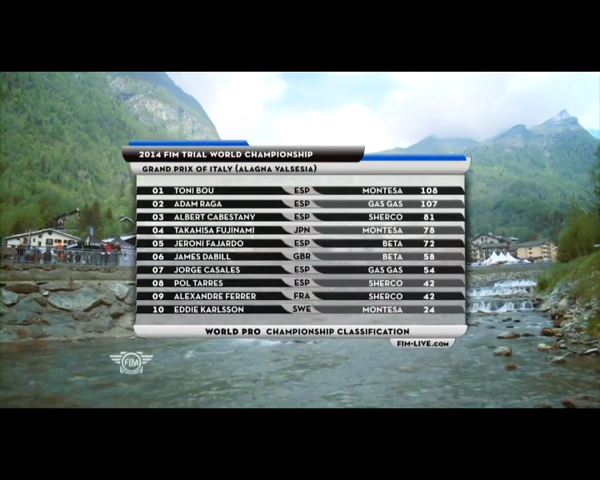 2014 FIM TRIAL WORLD CHAMPIONSHIP
GRAND PRIX OF ITALY (ALAGNA VALSESIA)
01 TONI BOU ESP MONTESA 108
02 ADAM RAGA ESP GAS GAS 107
03 ALBERT CABESTANY ESP SHERCO 81
04 TAKAHISA FUJINAMI JPN MONTESA 78
05 JERONI FAJARDO ESP BETA 72
06 JAMES DABILL GBR BETA 58
07 JORGE CASALES ESP GAS GAS 54
08 POL TARRES ESP SHERCO 42
09 ALEXANDRE FERRER FRA SHERCO 42
10 EDDIE KARLSSON SWE MONTESA 24
WORLD PRO CHAMPIONSHIP CLASSIFICATION
FIM-LIVE.COM
FIM